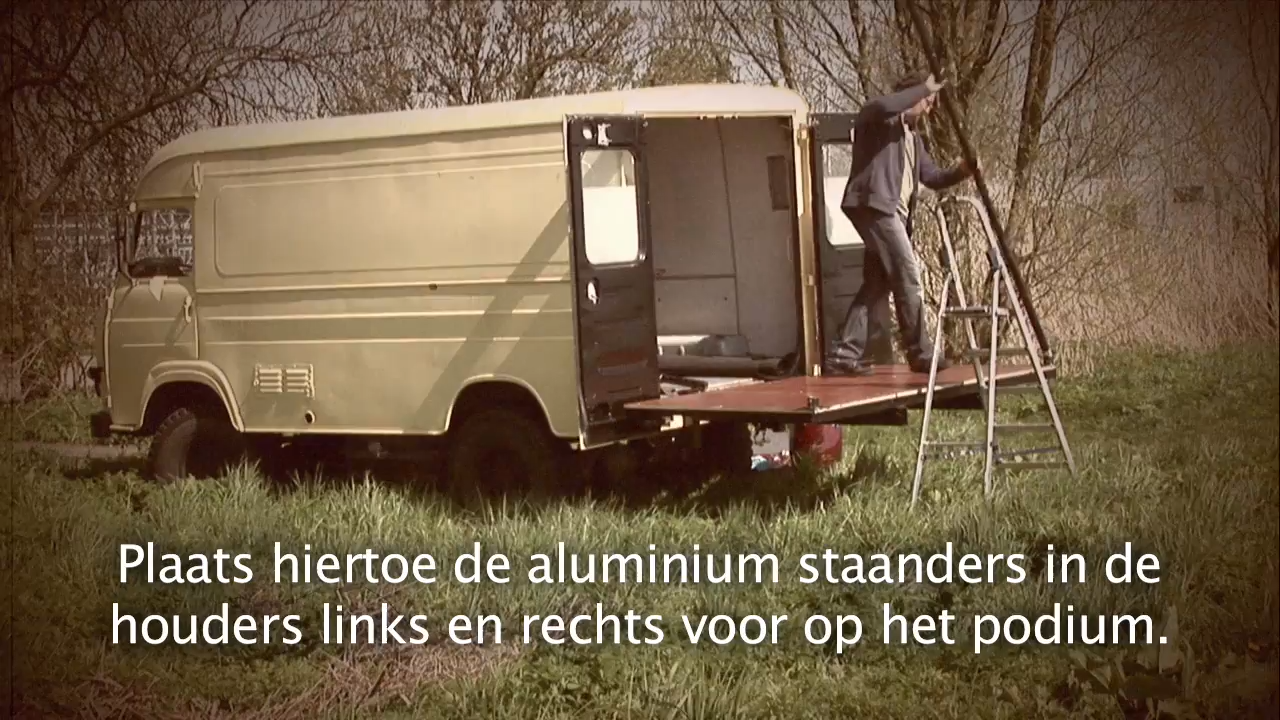 Plaats hiertoe de aluminium staanders in de
houders links en rechts voor op het podium.